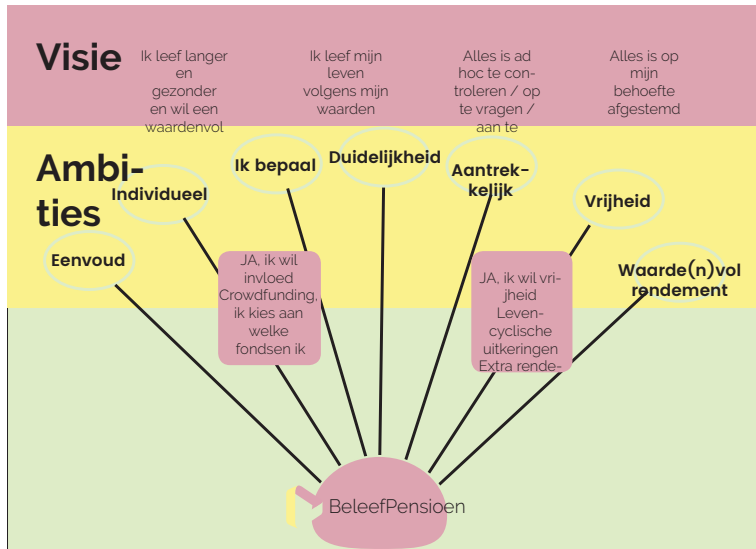 Visie
Ik leef langer
en
gezonder
en wil een
waardenvol
Ik leef mijn
leven
volgens mijn
waarden
Alles is ad
hoc te con-
troleren / op
te vragen /
aan te
Alles is op
mijn
behoefte
afgestemd
Ambi-
ties
Eenvoud
Individueel
Ik bepaal
Duidelijkheid
Aantrek-
kelijk
Vrijheid
Waarde(n)vol
rendement
JA, ik wil
invloed
Crowdfunding,
ik kies aan
welke
fondsen ik
JA, ik wil vri-
jheid
Leven-
cyclische
uitkeringen
Extra rende-
BeleefPensioen